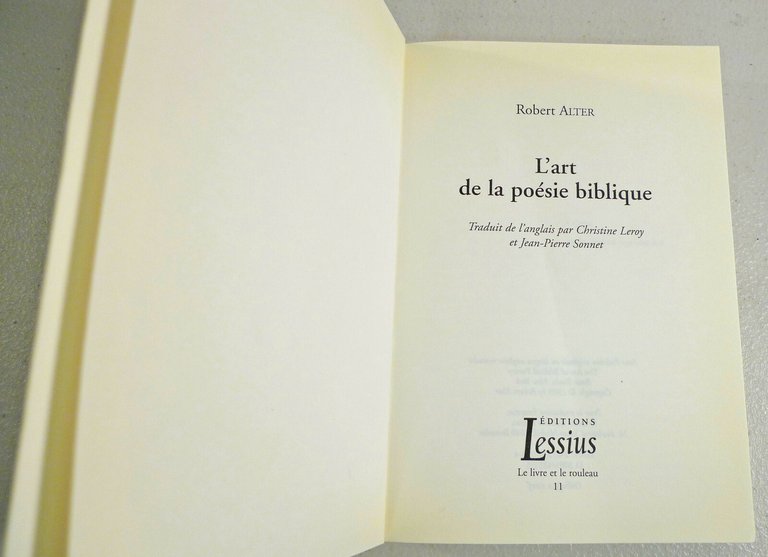 Robert ALTER
L'art
de la poésie biblique
Traduit de l'anglais par Christine Leroy
et Jean-Pierre Sonnet
ÉDITIONS
Lessius
Le livre et le rouleau
11